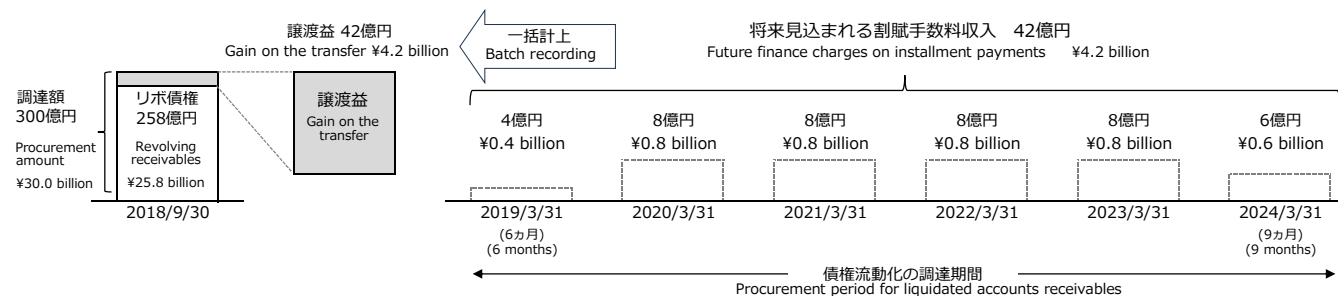 譲渡益 42億円
Gain on the transfer ¥4.2 billion
一括計上
Batch recording
将来見込まれる割賦手数料収入 42億円
Future finance charges on installment payments ¥4.2 billion
調達額
300億円
Procurement
amount
¥30.0 billion
リボ債権
258億円
Revolving
receivables
¥25.8 billion
2018/9/30
譲渡益
Gain on the
transfer
4億円
¥0.4 billion
8億円
¥0.8 billion
8億円
¥0.8 billion
8億円
¥0.8 billion
8億円
¥0.8 billion
6億円
¥0.6 billion
2019/3/31
(6ヵ月)
(6 months)
2020/3/31
2021/3/31
2022/3/31
2023/3/31
2024/3/31
(9ヵ月)
(9 months)
債権流動化の調達期間
Procurement period for liquidated accounts receivables